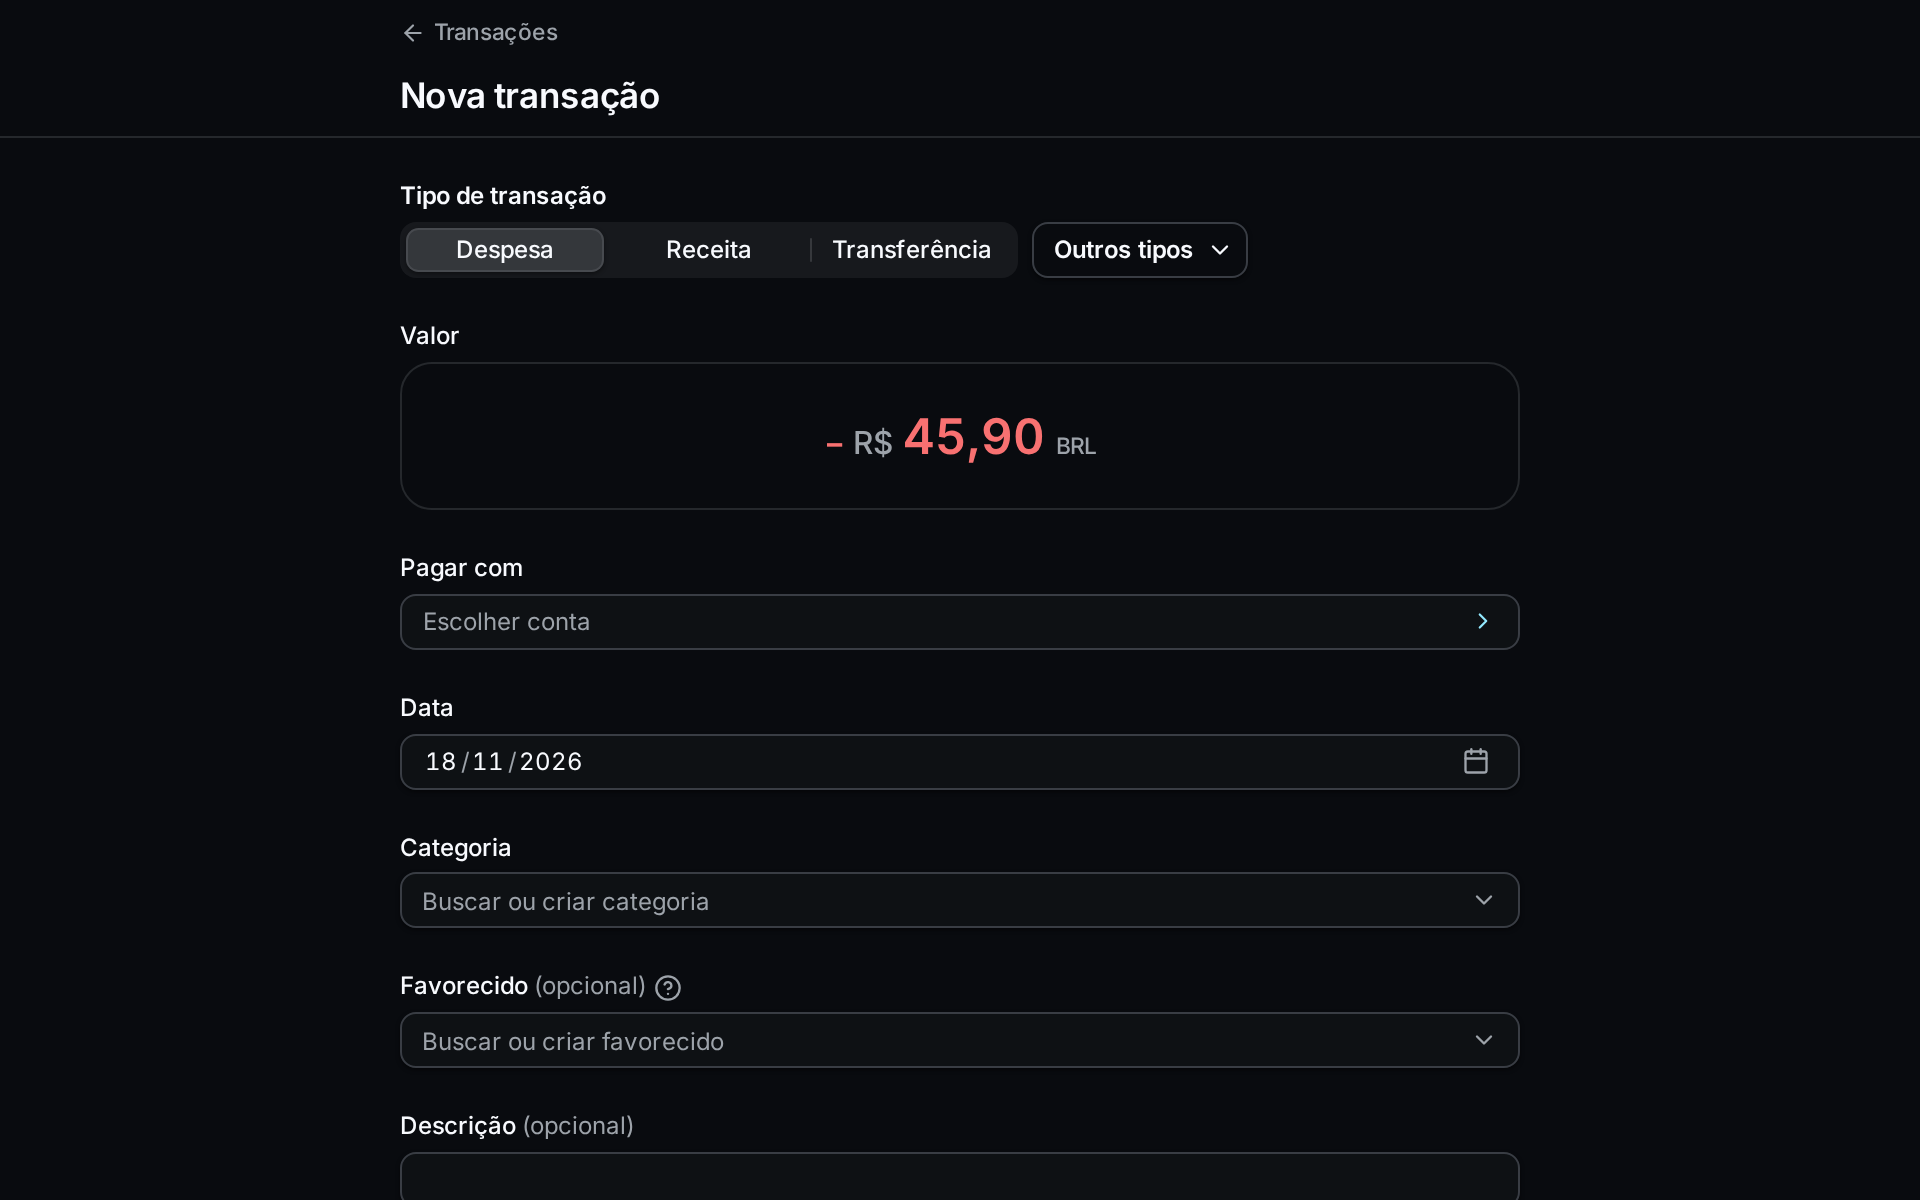 Transações
Nova transação
Tipo de transação
Despesa Receita Transferência Outros tipos
Valor
– R$ 45,90 BRL
Pagar com
Escolher conta
Data
18/11/2026
Categoria
Buscar ou criar categoria
Favorecido (opcional)
Buscar ou criar favorecido
Descrição (opcional)